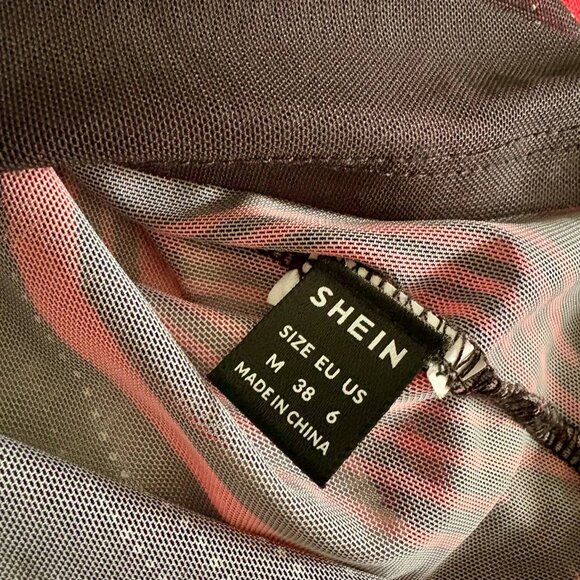 SHEIN
SIZE EU US
M 38 6
MADE IN CHINA